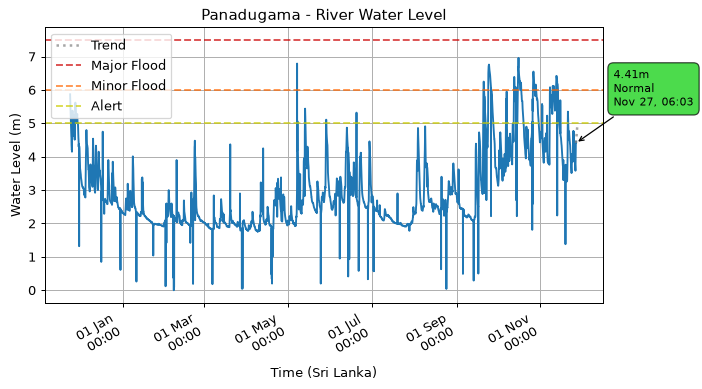 Panadugama - River Water Level
Trend
Major Flood
Minor Flood
Alert
4.41m
Normal
Nov 27, 06:03
Water Level (m)
7
6
5
4
3
2
1
0
01 Jan
00:00
01 Mar
00:00
01 May
00:00
01 Jul
00:00
01 Sep
00:00
01 Nov
00:00
Time (Sri Lanka)